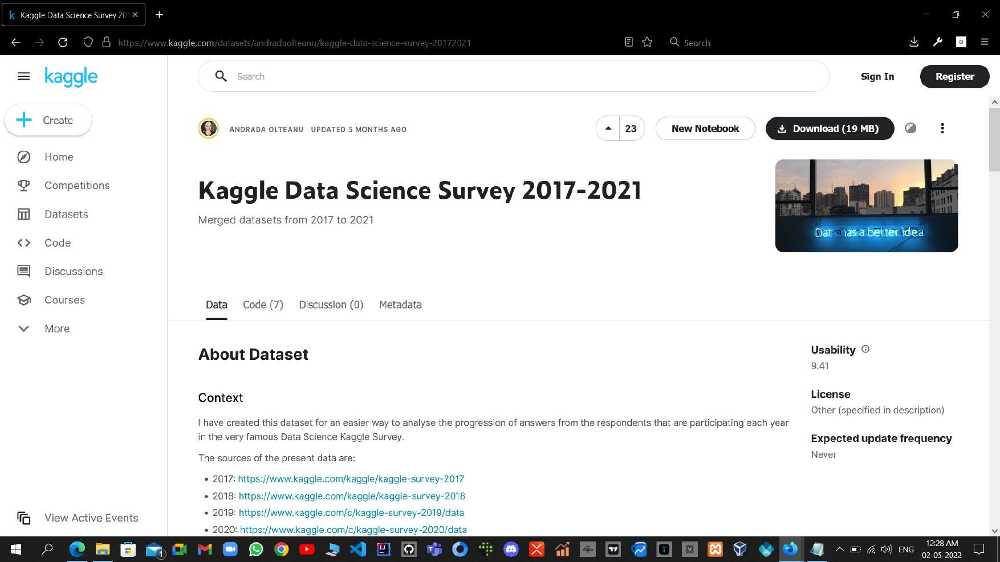 Kaggle Data Science Survey 201
https://www.kaggle.com/datasets/andradaolteanu/kaggle-data-science-survey-20172021
Search
kaggle
Search
Sign In
Register
Create
Home
Competitions
Datasets
Code
Discussions
Courses
More
View Active Events
ANDRADA OLTEANU · UPDATED 5 MONTHS AGO
23
New Notebook
Download (19 MB)
Kaggle Data Science Survey 2017-2021
Merged datasets from 2017 to 2021
Dat has a better idea
Data
Code (7)
Discussion (0)
Metadata
About Dataset
Context
I have created this dataset for an easier way to analyse the progression of answers from the respondents that are participating each year
in the very famous Data Science Kaggle Survey.
The sources of the present data are:
• 2017: https://www.kaggle.com/kaggle/kaggle-survey-2017
• 2018: https://www.kaggle.com/kaggle/kaggle-survey-2018
• 2019: https://www.kaggle.com/c/kaggle-survey-2019/data
• 2020: https://www.kaggle.com/c/kaggle-survey-2020/data
Usability
9.41
License
Other (specified in description)
Expected update frequency
Never
1
ENG
12:28 AM
02-05-2022